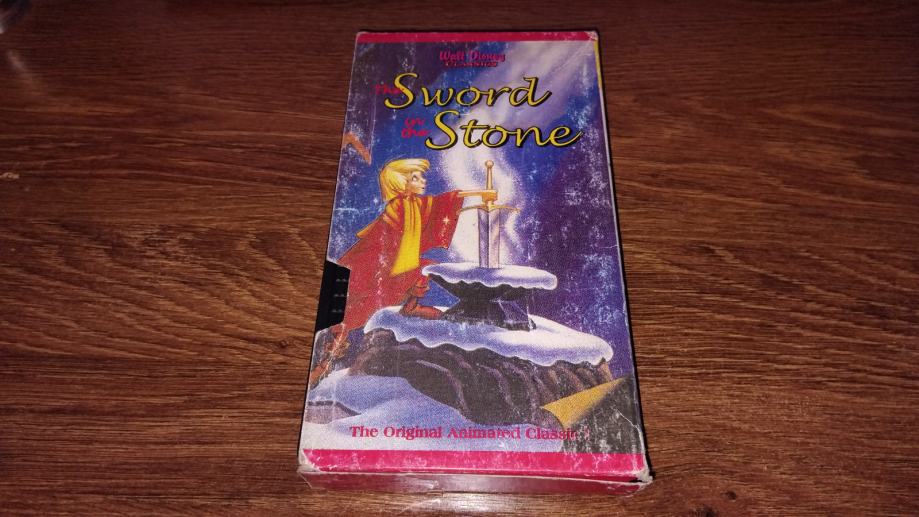 Walt Disney
CLASSICS
The Sword
in the Stone
The Original Animated Classic